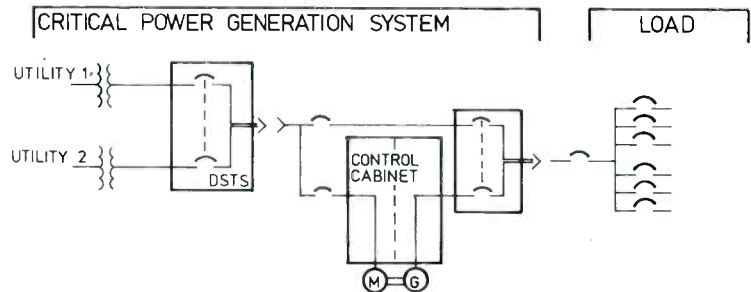 CRITICAL POWER GENERATION SYSTEM
LOAD
UTILITY 1
UTILITY 2
DSTS
CONTROL
CABINET
M
G